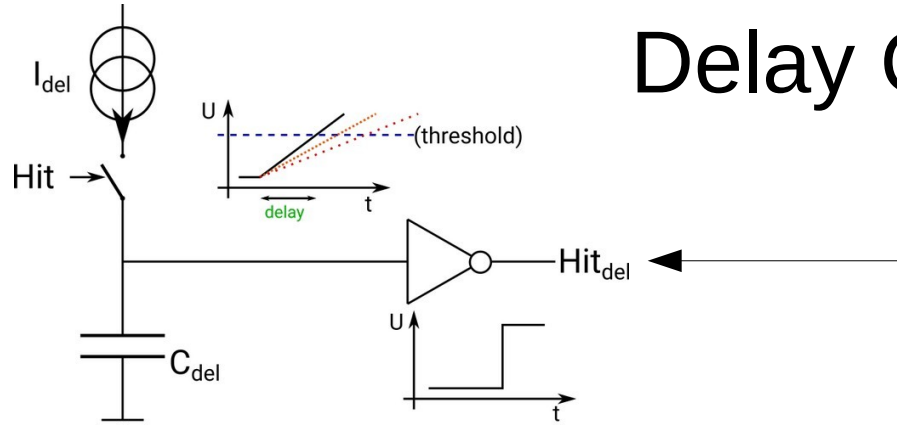 Delay
I_del
U
(threshold)
Hit
delay
t
Hit_del
U
C_del
t